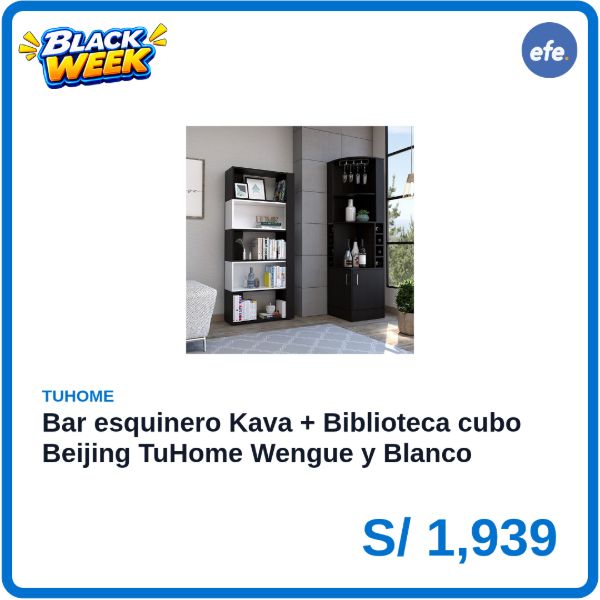 BLACK
WEEK
efe.
TUHOME
Bar esquinero Kava + Biblioteca cubo
Beijing TuHome Wengue y Blanco
S/ 1,939